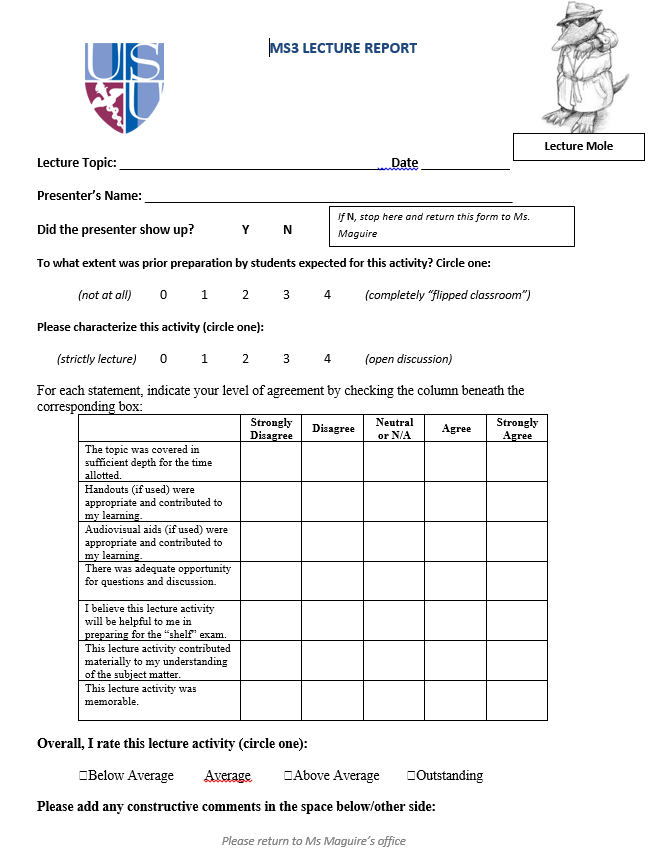 USU
MS3 LECTURE REPORT
Lecture Mole
Lecture Topic: ______________________________________ Date ____________
Presenter's Name: ____________________________________________________
Did the presenter show up? Y N
If N, stop here and return this form to Ms.
Maguire
To what extent was prior preparation by students expected for this activity? Circle one:
(not at all) 0 1 2 3 4 (completely “flipped classroom”)
Please characterize this activity (circle one):
(strictly lecture) 0 1 2 3 4 (open discussion)
For each statement, indicate your level of agreement by checking the column beneath the
corresponding box:
Strongly
Disagree
Disagree
Neutral
or N/A
Agree
Strongly
Agree
The topic was covered in
sufficient depth for the time
allotted.
Handouts (if used) were
appropriate and contributed to
my learning.
Audiovisual aids (if used) were
appropriate and contributed to
my learning.
There was adequate opportunity
for questions and discussion.
I believe this lecture activity
will be helpful to me in
preparing for the “shelf” exam.
This lecture activity contributed
materially to my understanding
of the subject matter.
This lecture activity was
memorable.
Overall, I rate this lecture activity (circle one):
□Below Average Average □Above Average □Outstanding
Please add any constructive comments in the space below/other side:
Please return to Ms Maguire's office